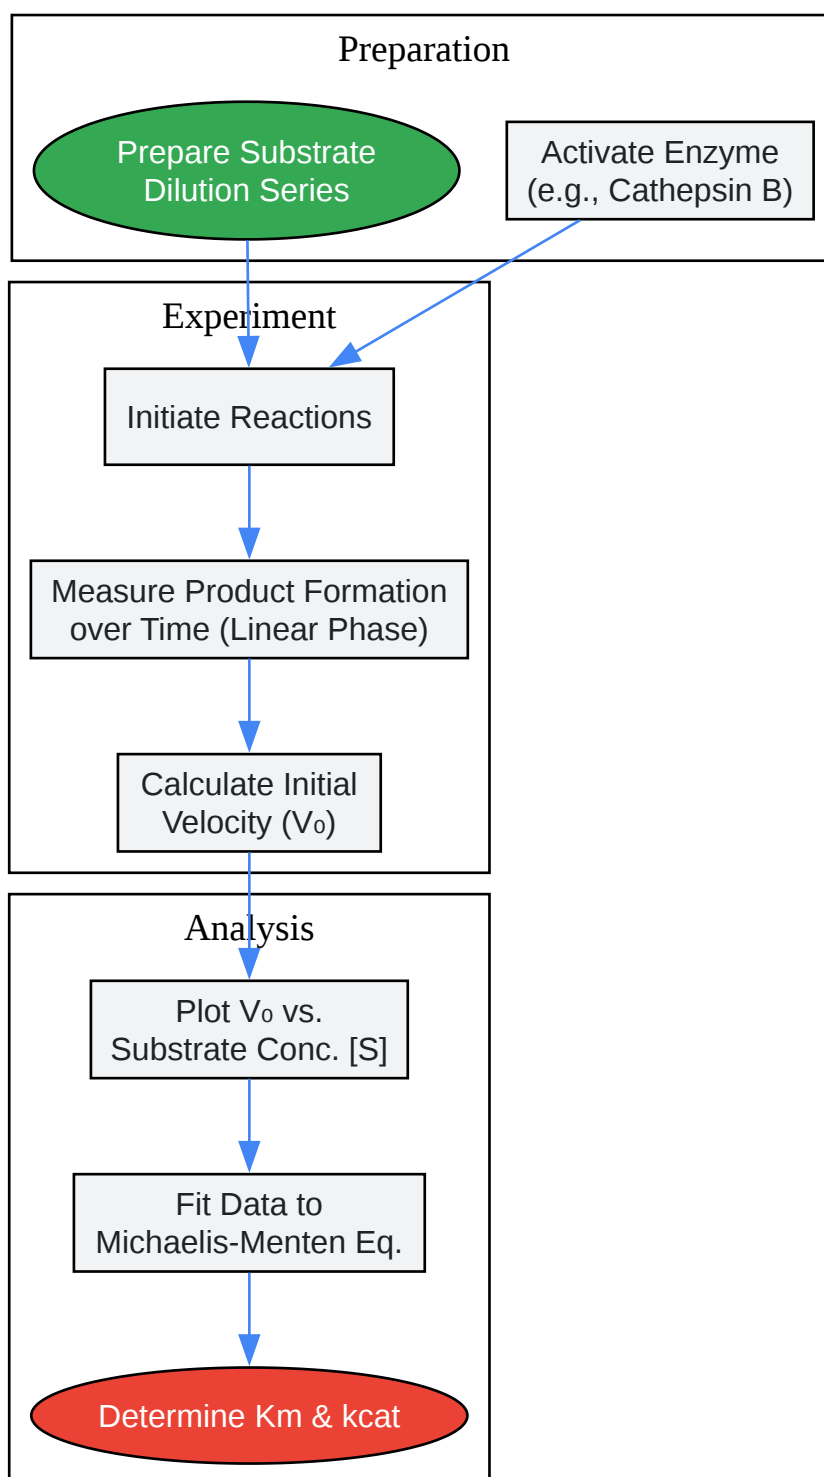 Preparation
Prepare Substrate
Dilution Series
Activate Enzyme
(e.g., Cathepsin B)
Experiment
Initiate Reactions
Measure Product Formation
over Time (Linear Phase)
Calculate Initial
Velocity (V₀)
Analysis
Plot V₀ vs.
Substrate Conc. [S]
Fit Data to
Michaelis-Menten Eq.
Determine Km & kcat